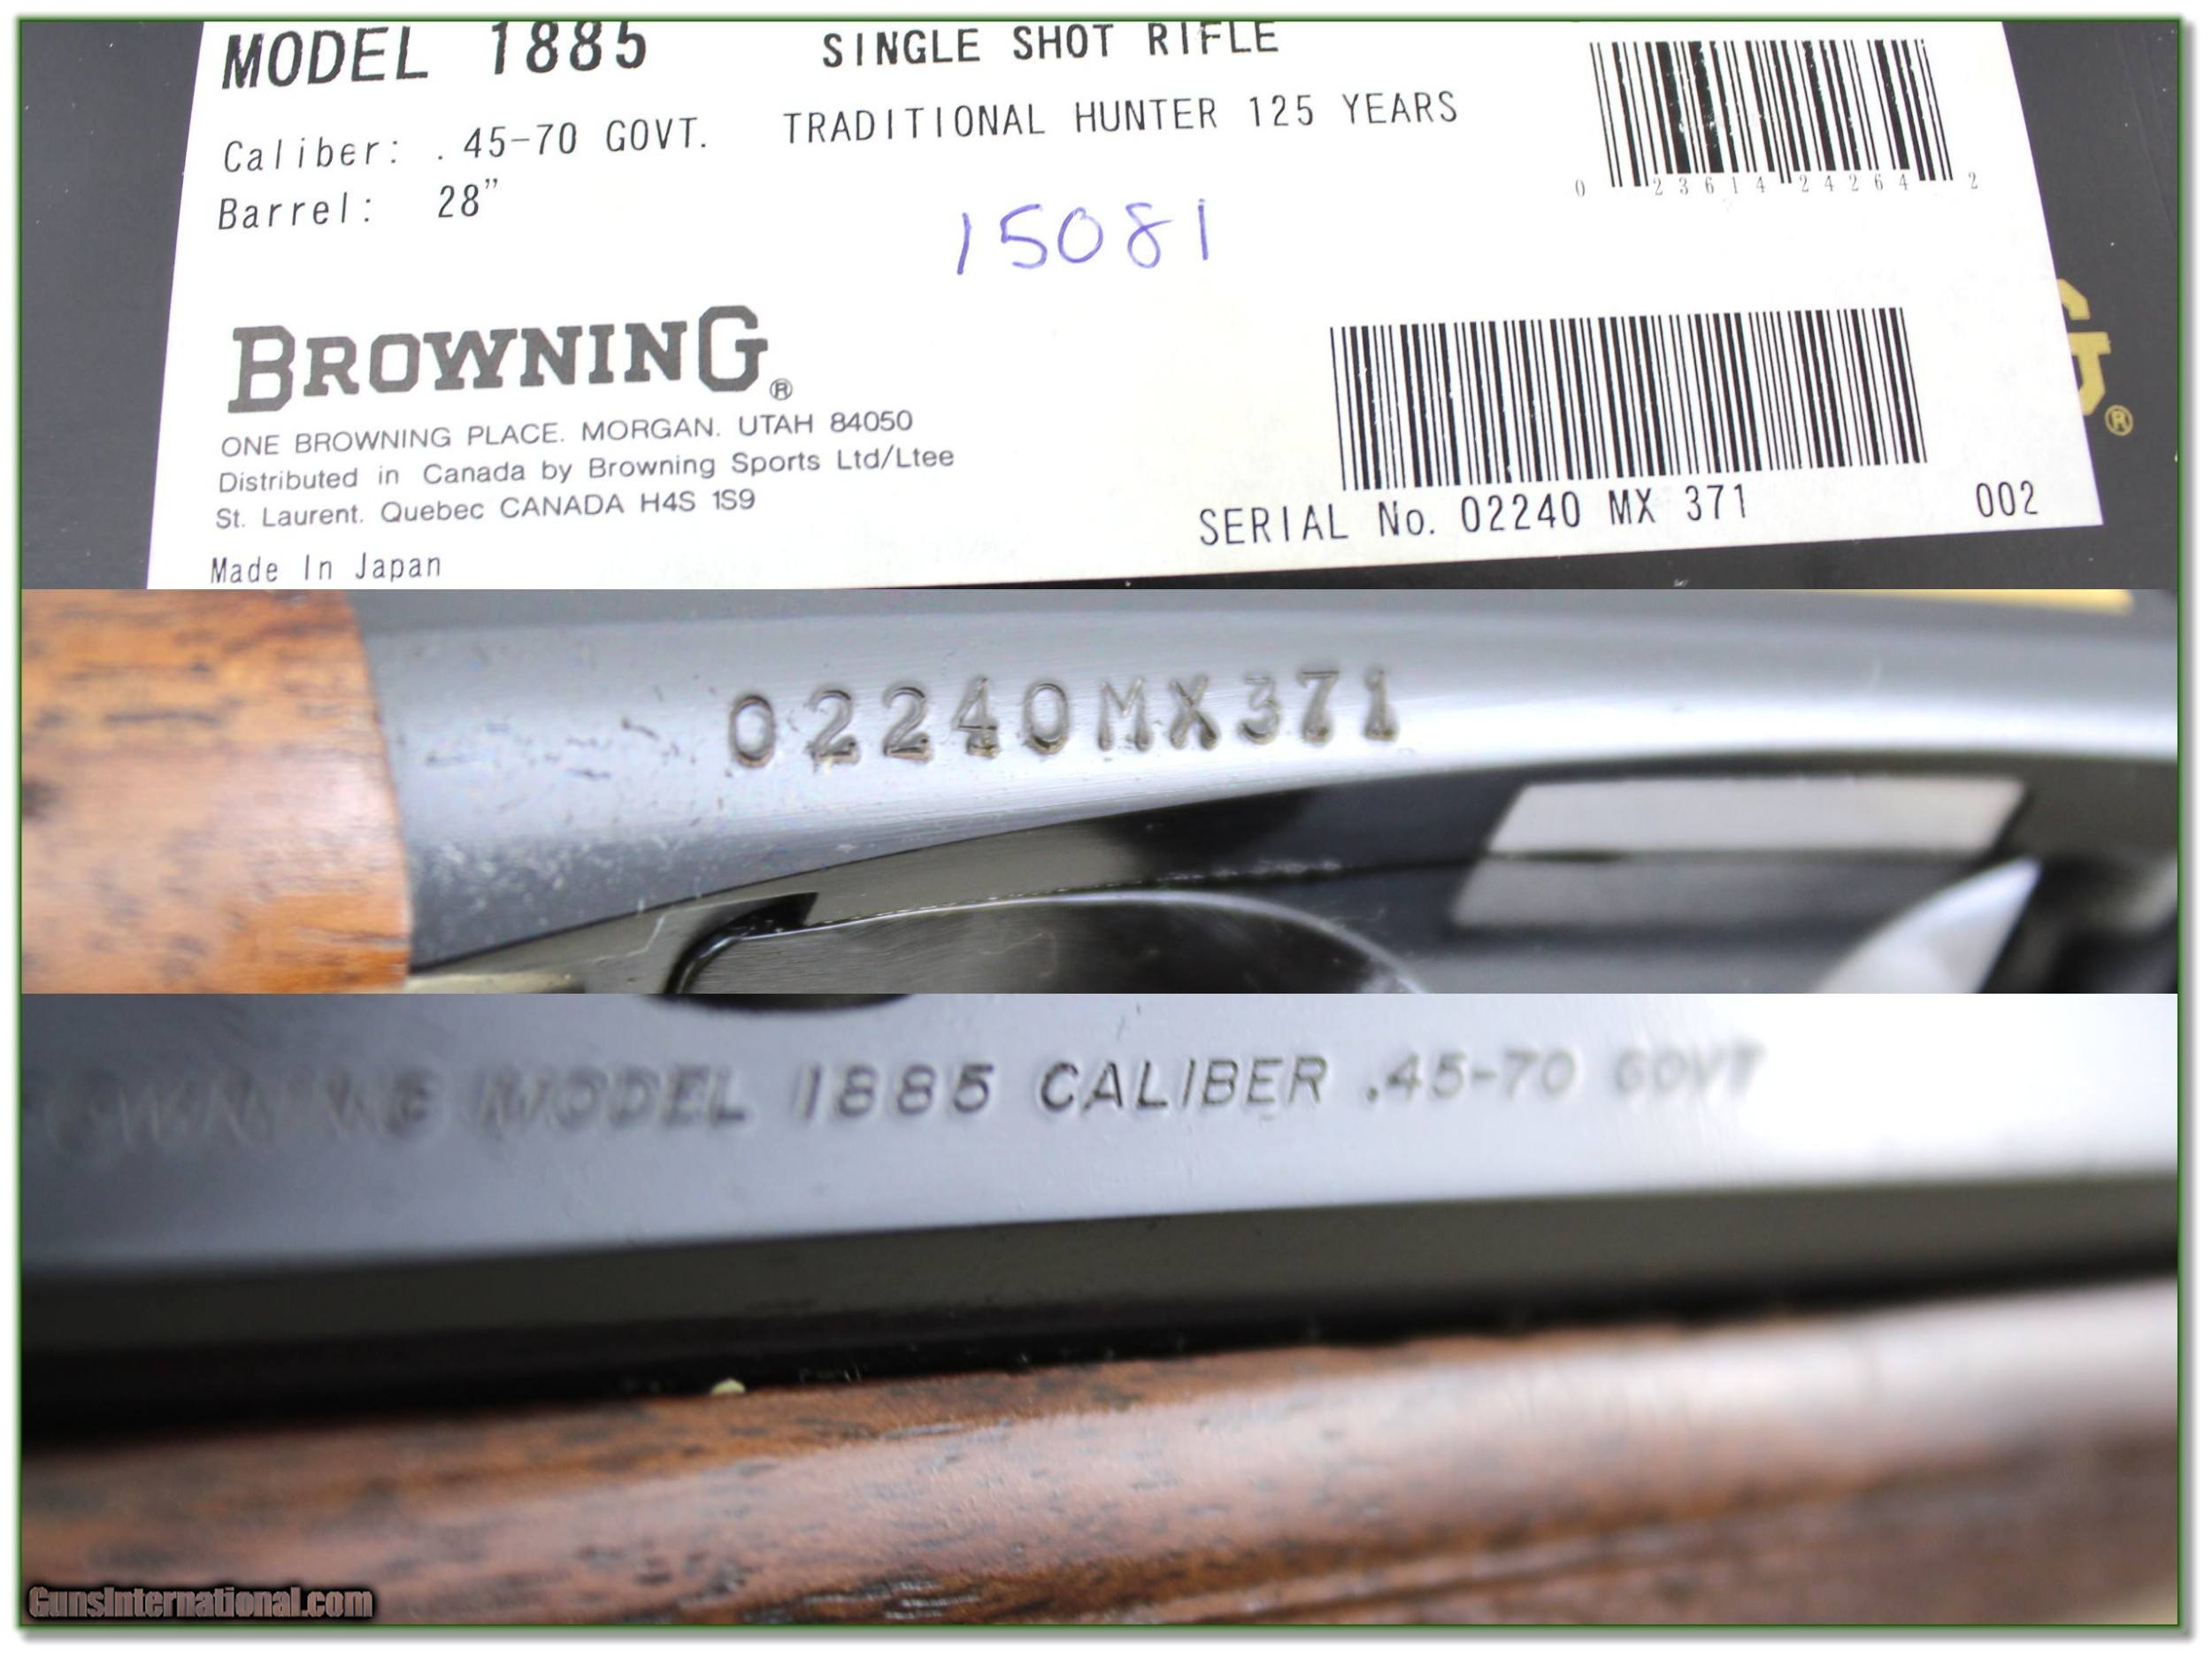 MODEL 1885 SINGLE SHOT RIFLE
Caliber: .45-70 GOVT. TRADITIONAL HUNTER 125 YEARS
Barrel: 28”
0 23614 24264 2
15081
BROWNING®
ONE BROWNING PLACE. MORGAN. UTAH 84050
Distributed in Canada by Browning Sports Ltd/Ltee
St. Laurent. Quebec CANADA H4S 1S9
Made In Japan
SERIAL No. 02240 MX 371 002
G®
02240MX371
MODEL 1885 CALIBER .45-70 GOVT
GunsInternational.com